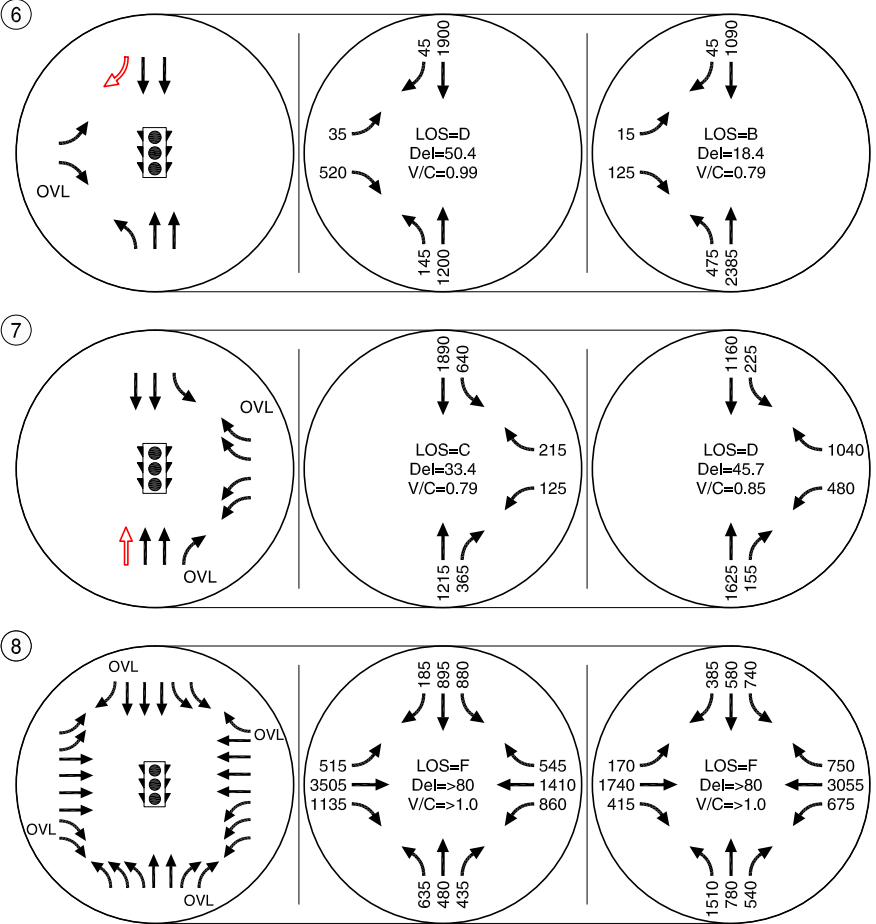 6
OVL
45
1900
35
520
LOS=D
Del=50.4
V/C=0.99
145
1200
45
1090
15
125
LOS=B
Del=18.4
V/C=0.79
475
2385
7
OVL
OVL
1890
640
LOS=C
Del=33.4
V/C=0.79
215
125
1215
365
1160
225
LOS=D
Del=45.7
V/C=0.85
1040
480
1625
155
8
OVL
OVL
OVL
OVL
185
895
880
515
3505
1135
LOS=F
Del=>80
V/C=>1.0
545
1410
860
635
480
435
385
580
740
170
1740
415
LOS=F
Del=>80
V/C=>1.0
750
3055
675
1510
780
540